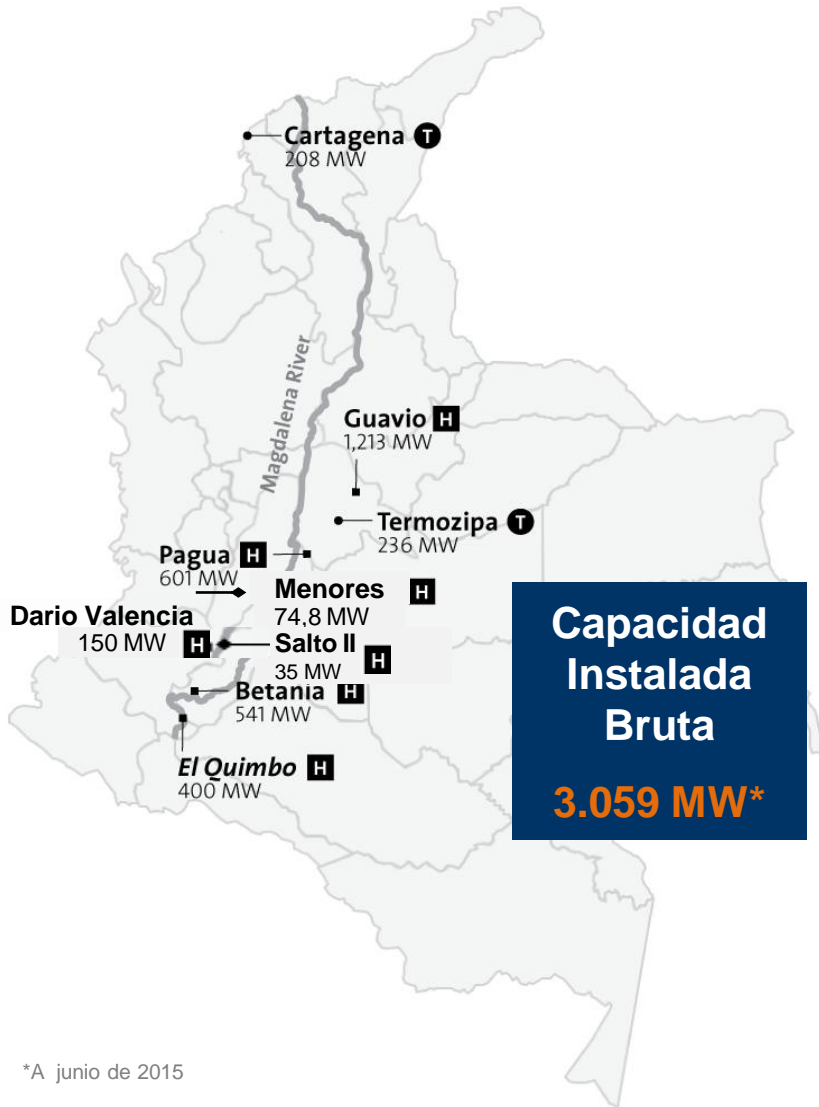 Cartagena T
208 MW
Magdalena River
Guavio H
1,213 MW
Termozipa T
236 MW
Pagua H
601 MW
Menores H
74,8 MW
Dario Valencia
150 MW H
Salto II
35 MW H
Betania H
541 MW
El Quimbo H
400 MW
Capacidad
Instalada
Bruta
3.059 MW*
*A junio de 2015